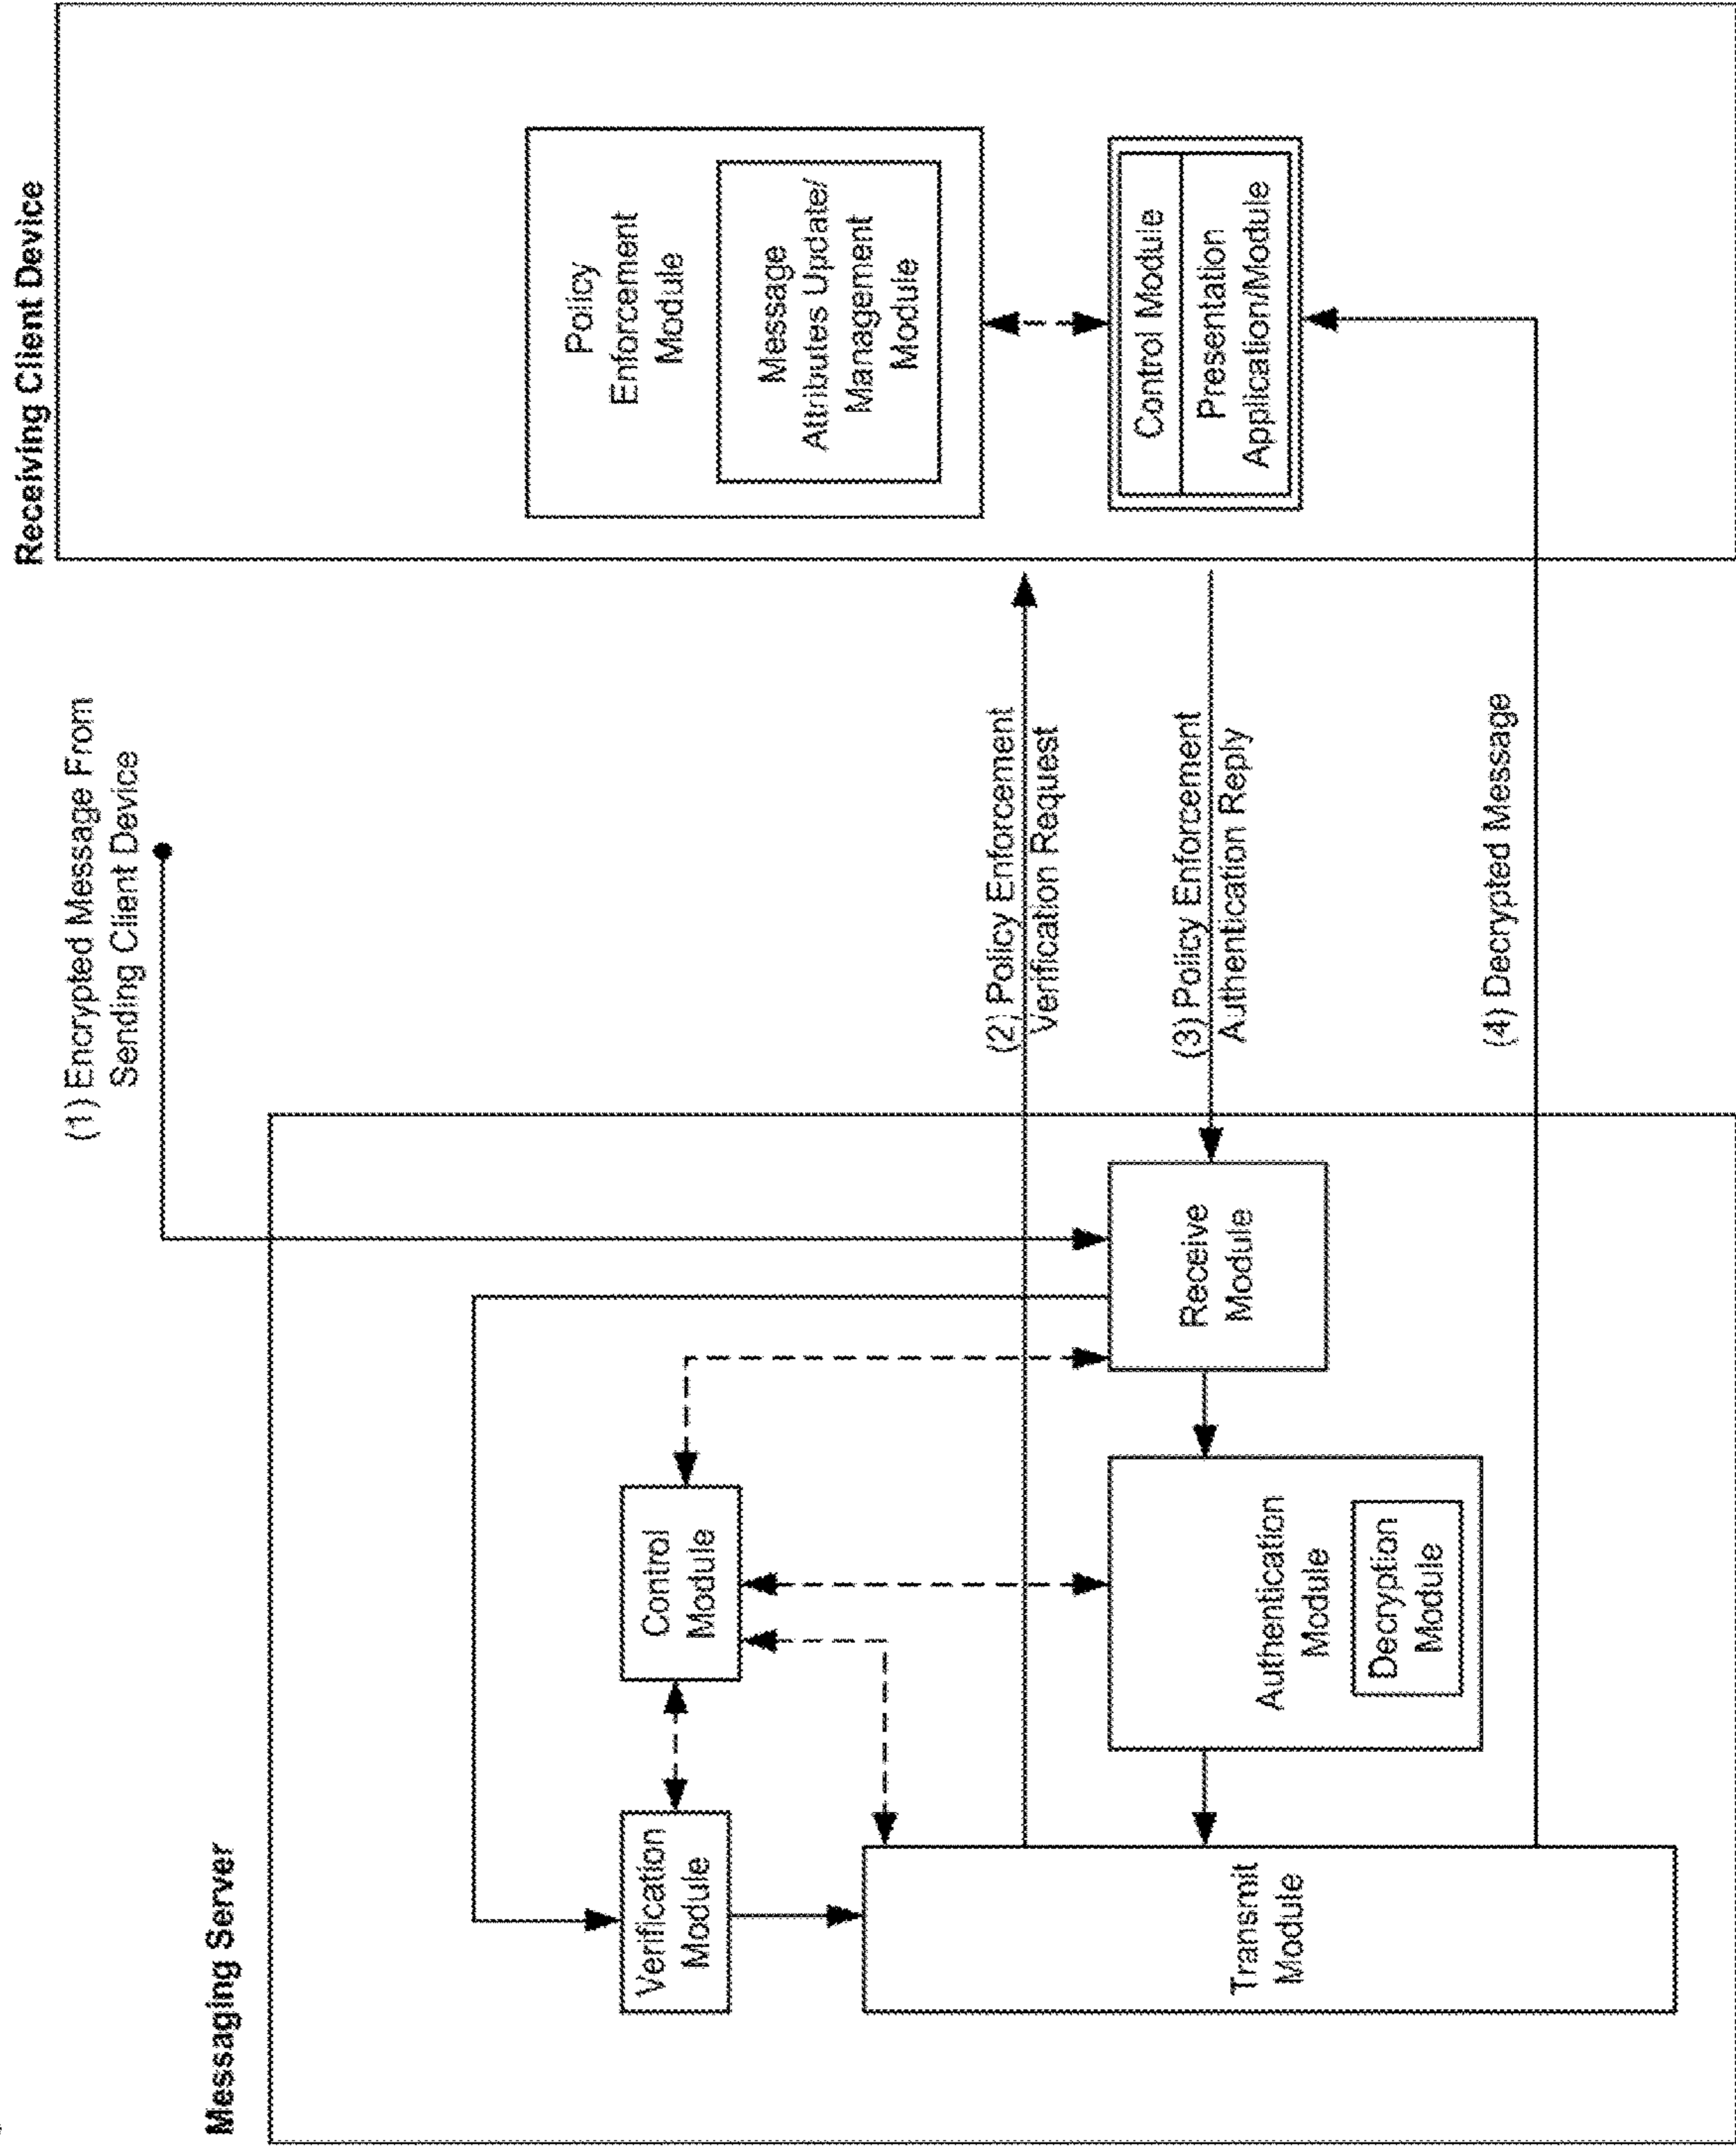 Messaging Server
Receiving Client Device
(1) Encrypted Message From
Sending Client Device
Verification
Module
Control
Module
Policy
Enforcement
Module
Message
Attributes Update/
Management
Module
Transmit
Module
Authentication
Module
Decryption
Module
Receive
Module
(2) Policy Enforcement
Verification Request
(3) Policy Enforcement
Authentication Reply
(4) Decrypted Message
Control Module
Presentation
Application/Module